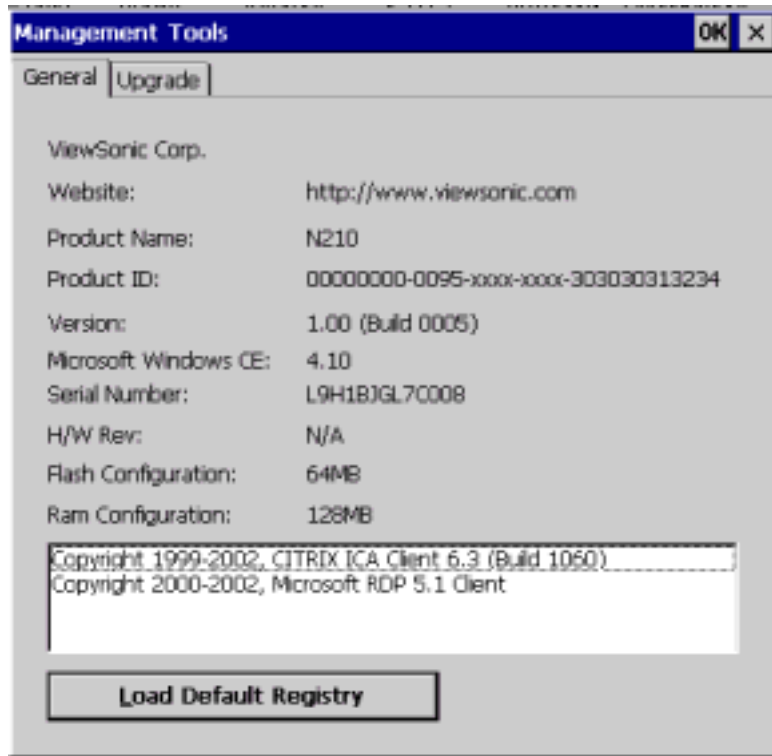 Management Tools OK ×
General Upgrade
ViewSonic Corp.
Website: http://www.viewsonic.com
Product Name: N210
Product ID: 00000000-0095-xxxx-xxxx-303030313234
Version: 1.00 (Build 0005)
Microsoft Windows CE: 4.10
Serial Number: L9H1BJGL7C008
H/W Rev: N/A
Flash Configuration: 64MB
Ram Configuration: 128MB
Copyright 1999-2002, CITRIX ICA Client 6.3 (Build 1060)
Copyright 2000-2002, Microsoft RDP 5.1 Client
Load Default Registry